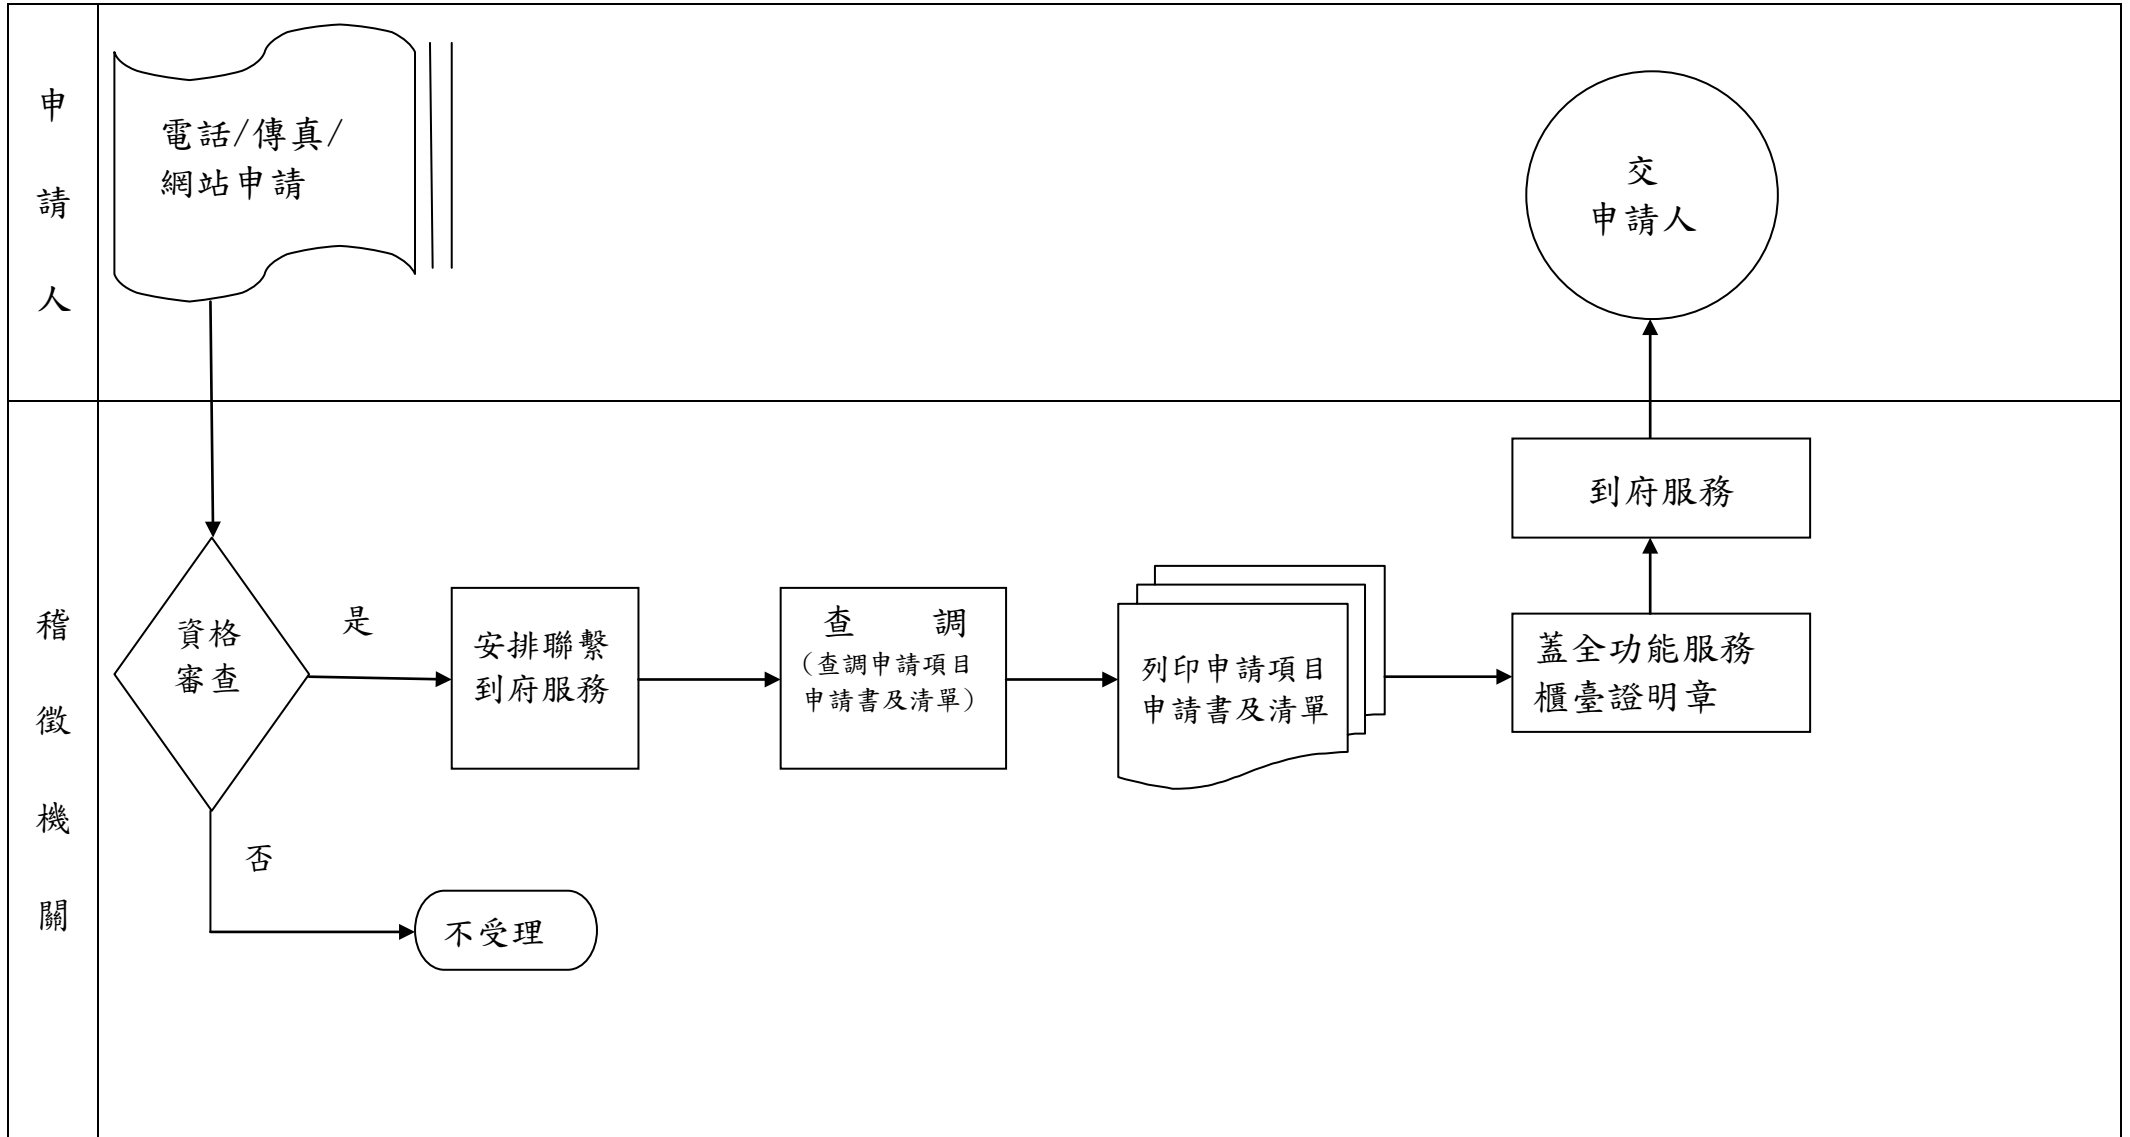 申請人
電話/傳真/
網站申請
交
申請人
稽徵機關
資格
審查
是
否
不受理
安排聯繫
到府服務
查 調
(查調申請項目
申請書及清單)
列印申請項目
申請書及清單
蓋全功能服務
櫃臺證明章
到府服務